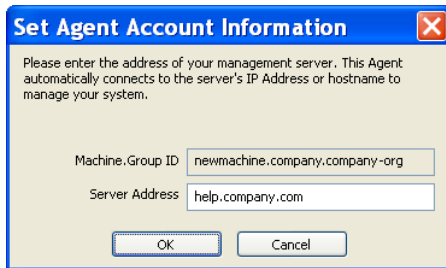 Set Agent Account Information
Please enter the address of your management server. This Agent
automatically connects to the server's IP Address or hostname to
manage your system.
Machine.Group ID newmachine.company.company-org
Server Address help.company.com
OK Cancel